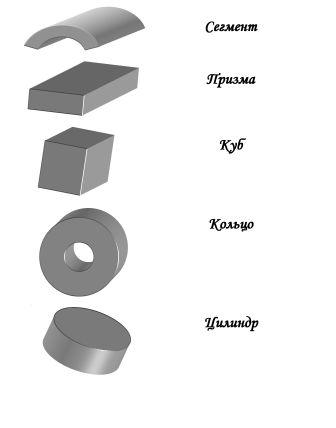 Сегмент
Призма
Куб
Кольцо
Цилиндр